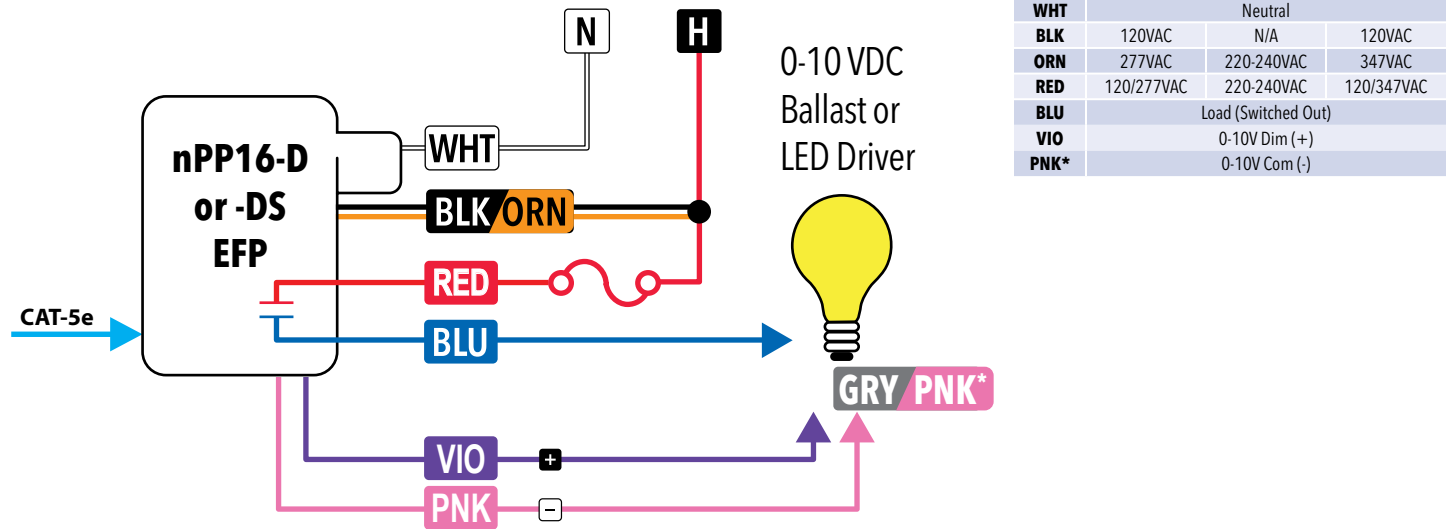 N
H
0-10 VDC
Ballast or
LED Driver
WHT Neutral
BLK 120VAC N/A 120VAC
ORN 277VAC 220-240VAC 347VAC
RED 120/277VAC 220-240VAC 120/347VAC
BLU Load (Switched Out)
VIO 0-10V Dim (+)
PNK* 0-10V Com (-)
nPP16-D
or -DS
EFP
WHT
BLK/ORN
RED
BLU
CAT-5e
GRY/PNK*
VIO +
PNK −